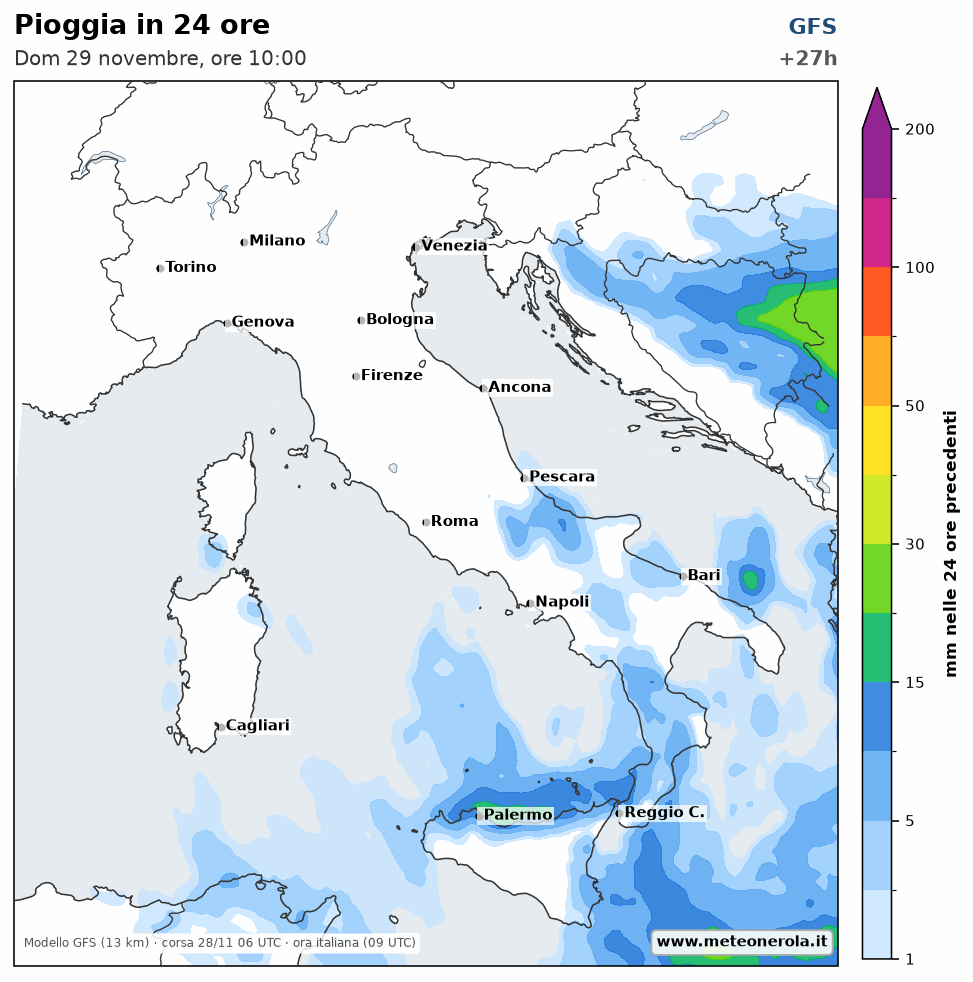 Pioggia in 24 ore
GFS
Dom 29 novembre, ore 10:00
+27h
200
100
50
30
15
5
1
mm nelle 24 ore precedenti
Milano
Venezia
Torino
Genova
Bologna
Firenze
Ancona
Pescara
Roma
Bari
Napoli
Cagliari
Palermo
Reggio C.
Modello GFS (13 km) · corsa 28/11 06 UTC · ora italiana (09 UTC)
www.meteonerola.it